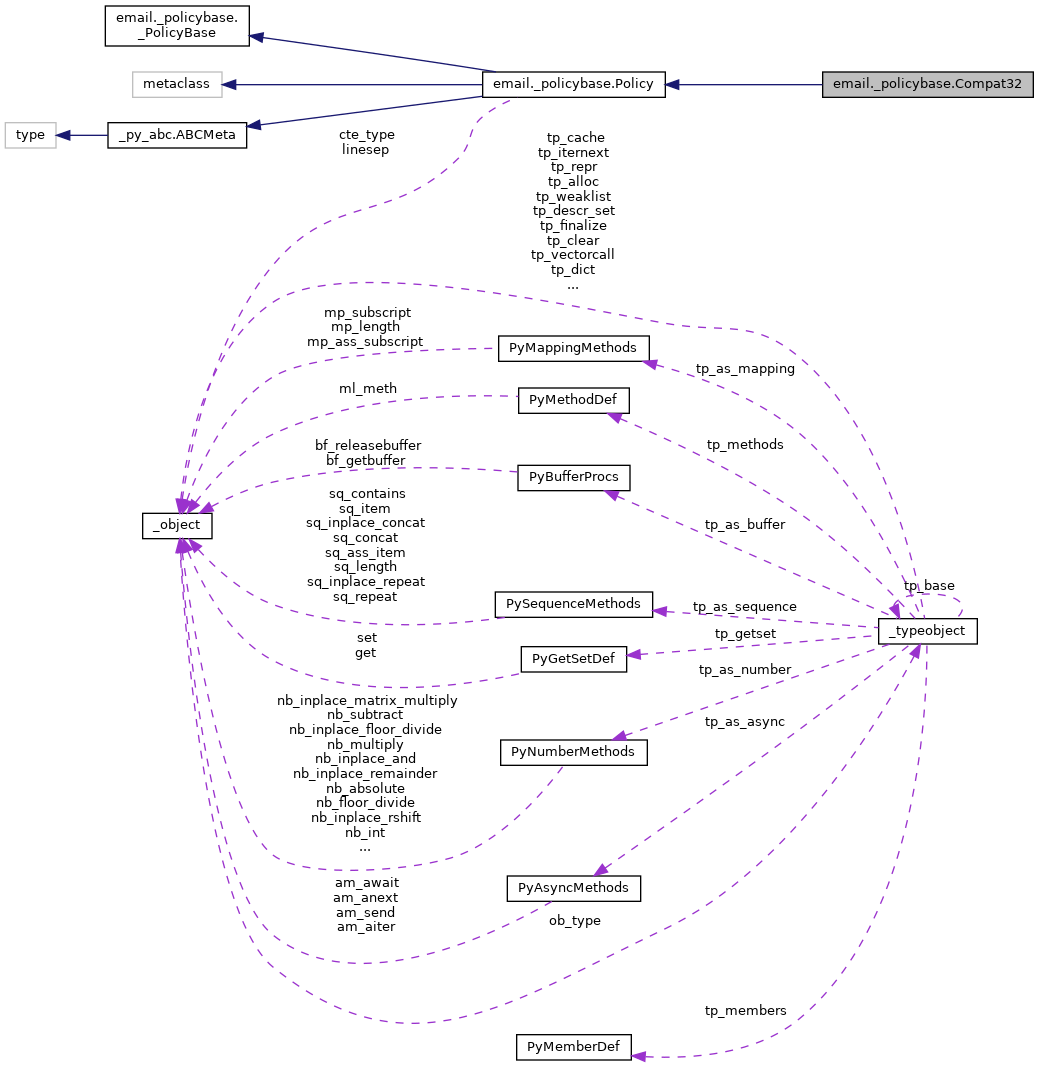 email._policybase.
_PolicyBase
metaclass
email._policybase.Policy
email._policybase.Compat32
type
_py_abc.ABCMeta
cte_type
linesep
tp_cache
tp_iternext
tp_repr
tp_alloc
tp_weaklist
tp_descr_set
tp_finalize
tp_clear
tp_vectorcall
tp_dict
...
mp_subscript
mp_length
mp_ass_subscript
PyMappingMethods
tp_as_mapping
ml_meth
PyMethodDef
tp_methods
bf_releasebuffer
bf_getbuffer
PyBufferProcs
tp_as_buffer
_object
sq_contains
sq_item
sq_inplace_concat
sq_concat
sq_ass_item
sq_length
sq_inplace_repeat
sq_repeat
PySequenceMethods
tp_as_sequence
tp_base
_typeobject
set
get
PyGetSetDef
tp_getset
tp_as_number
nb_inplace_matrix_multiply
nb_subtract
nb_inplace_floor_divide
nb_multiply
nb_inplace_and
nb_inplace_remainder
nb_absolute
nb_floor_divide
nb_inplace_rshift
nb_int
...
PyNumberMethods
tp_as_async
am_await
am_anext
am_send
am_aiter
PyAsyncMethods
ob_type
tp_members
PyMemberDef